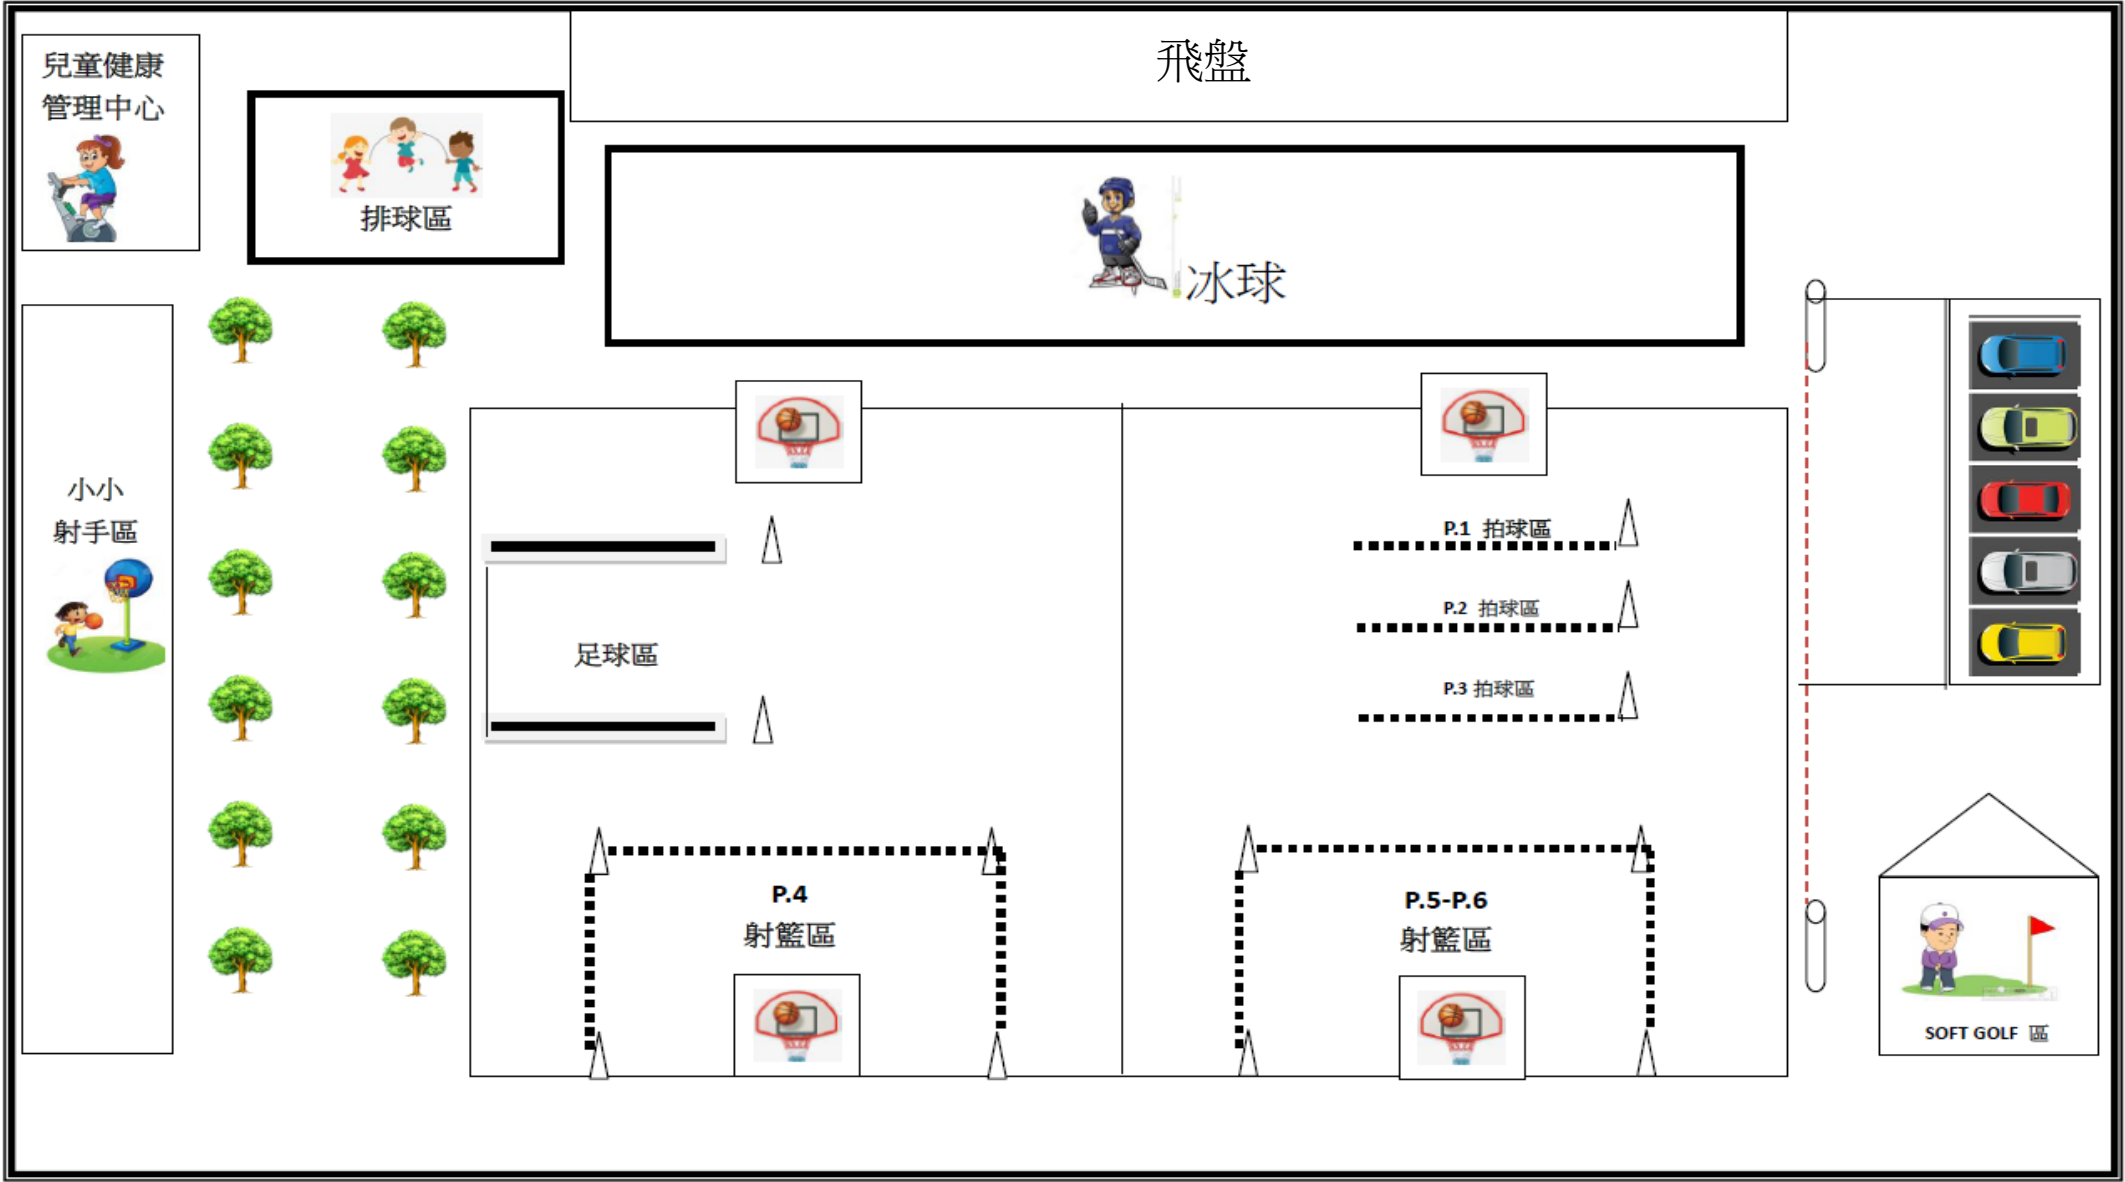 飛盤
兒童健康
管理中心
排球區
冰球
小小
射手區
P.1 拍球區
P.2 拍球區
P.3 拍球區
足球區
P.4
射籃區
P.5-P.6
射籃區
SOFT GOLF 區